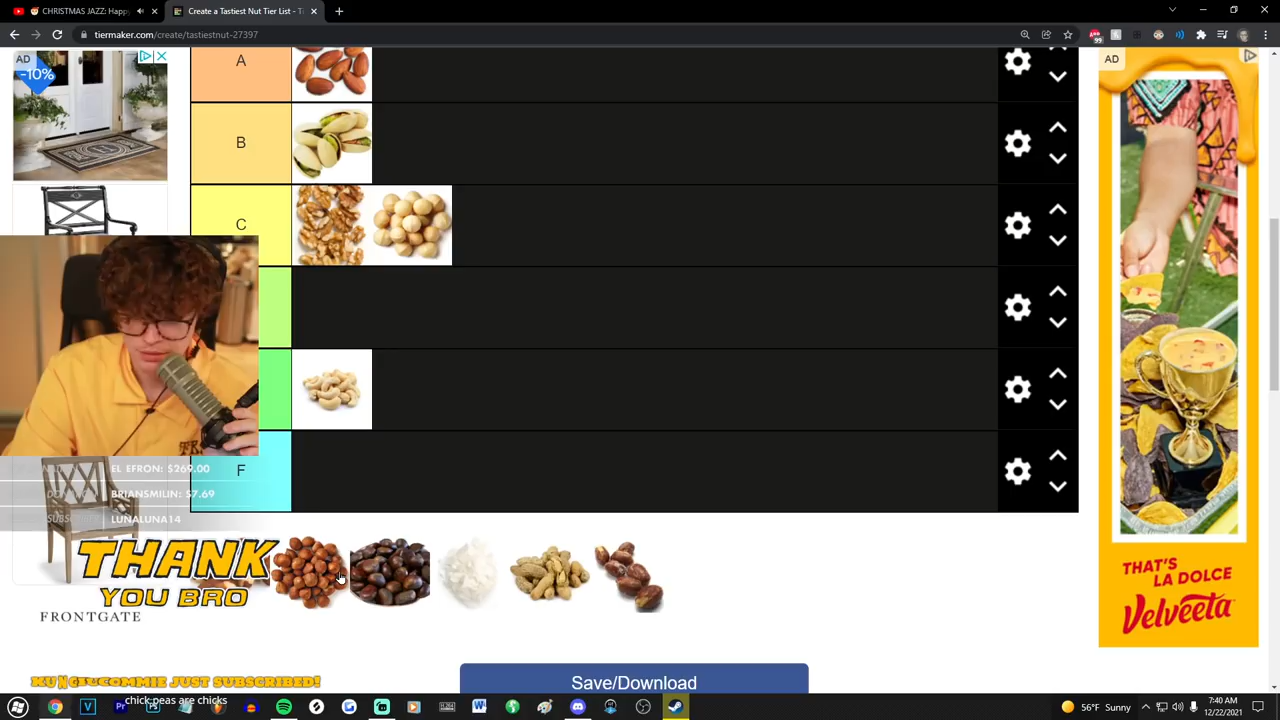 CHRISTMAS JAZZ: Happ
Create a Tastiest Nut Tier List - Ti
tiermaker.com/create/tastiestnut-27397
99
AD
-10%
A
B
C
F
AD
EL EFRON: $269.00
BRIANSMILIN: $7.69
LUNALUNA14
THANK
YOU BRO
FRONTGATE
THAT'S
LA DOLCE
Velveeta
JUST SUBSCRIBED!
Save/Download
chick peas are chicks
56°F Sunny
7:40 AM
12/22/2021